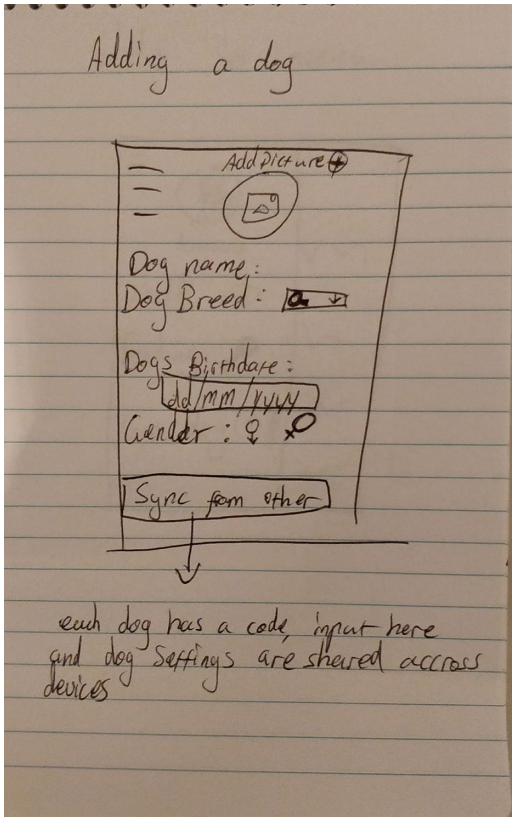 Adding a dog
Add Picture
Dog name:
Dog Breed:
Dogs Birthdate:
dd/mm/yyyy
Gender:
Sync from other
each dog has a code, input here
and dog Settings are shared accross
devices